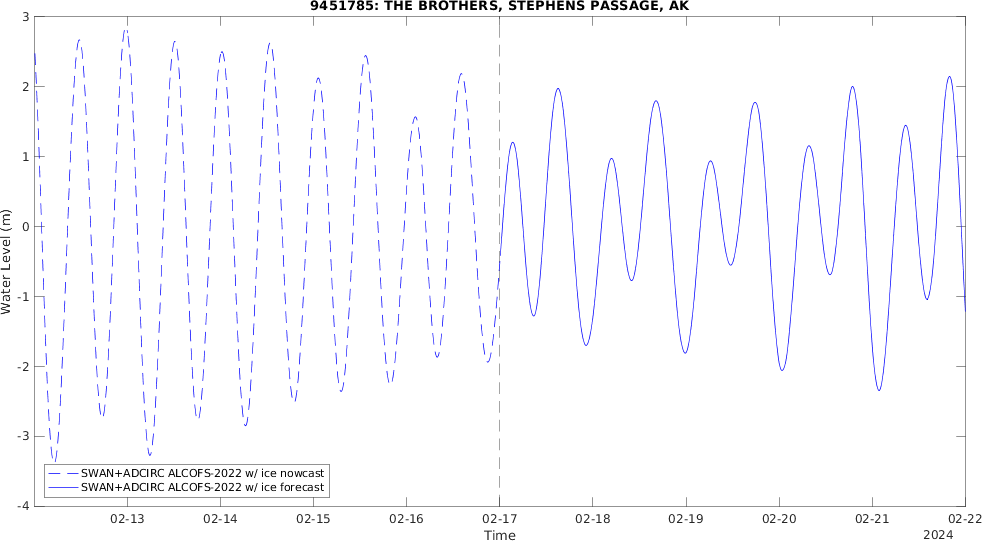 9451785: THE BROTHERS, STEPHENS PASSAGE, AK
3
2
1
0
-1
-2
-3
-4
Water Level (m)
SWAN+ADCIRC ALCOFS-2022 w/ ice nowcast
SWAN+ADCIRC ALCOFS-2022 w/ ice forecast
02-13 02-14 02-15 02-16 02-17 02-18 02-19 02-20 02-21 02-22
Time
2024